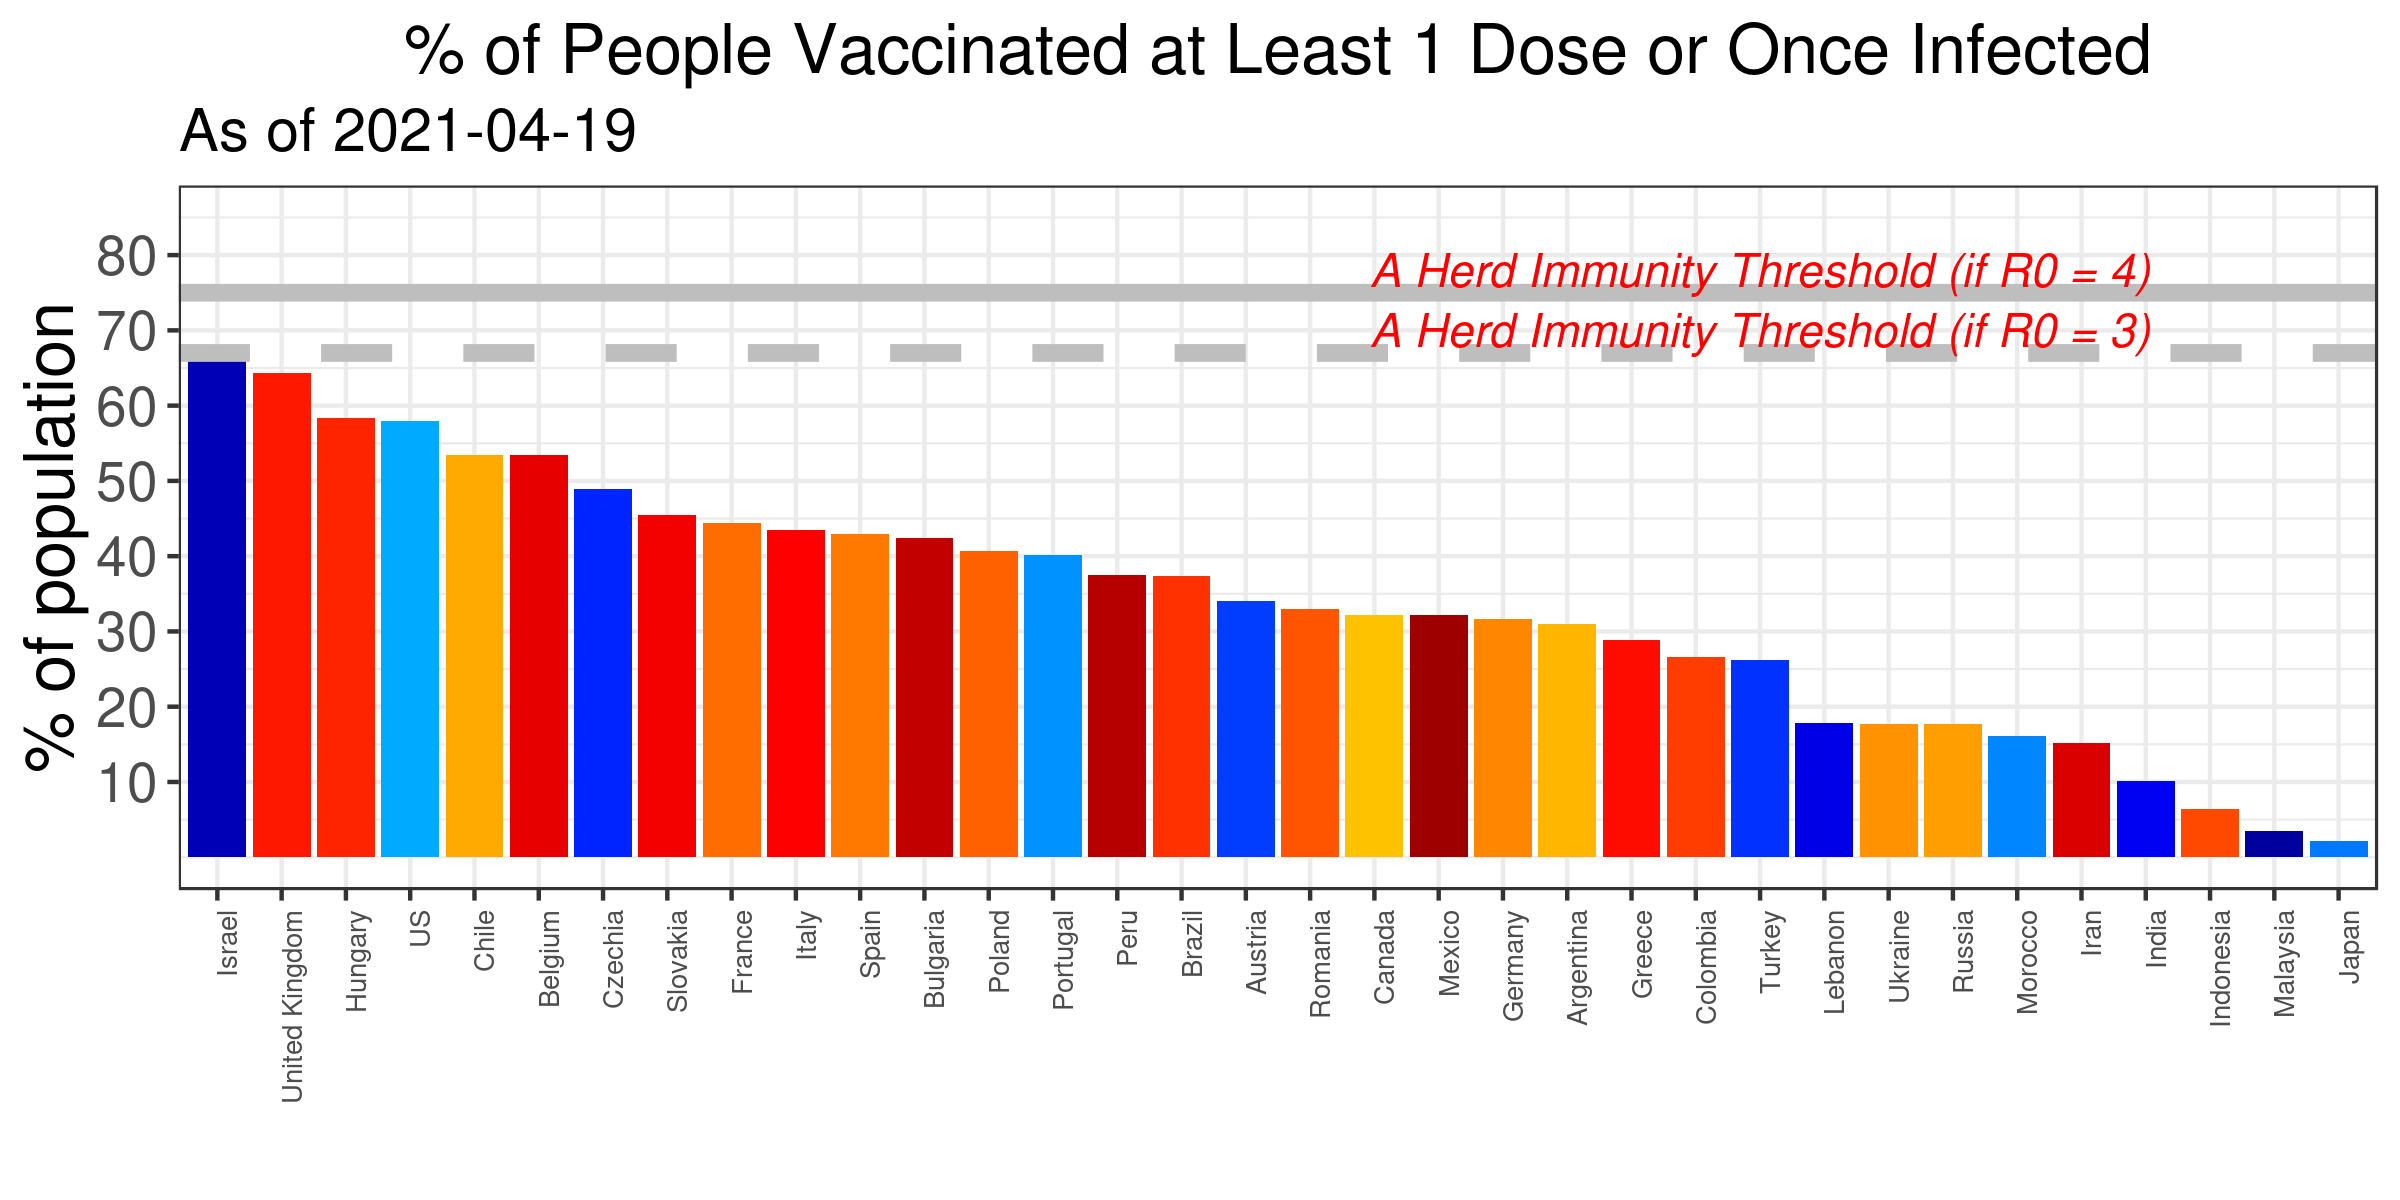 % of People Vaccinated at Least 1 Dose or Once Infected
As of 2021-04-19
% of population
80
70
60
50
40
30
20
10
A Herd Immunity Threshold (if R0 = 4)
A Herd Immunity Threshold (if R0 = 3)
Israel
United Kingdom
Hungary
US
Chile
Belgium
Czechia
Slovakia
France
Italy
Spain
Bulgaria
Poland
Portugal
Peru
Brazil
Austria
Romania
Canada
Mexico
Germany
Argentina
Greece
Colombia
Turkey
Lebanon
Ukraine
Russia
Morocco
Iran
India
Indonesia
Malaysia
Japan